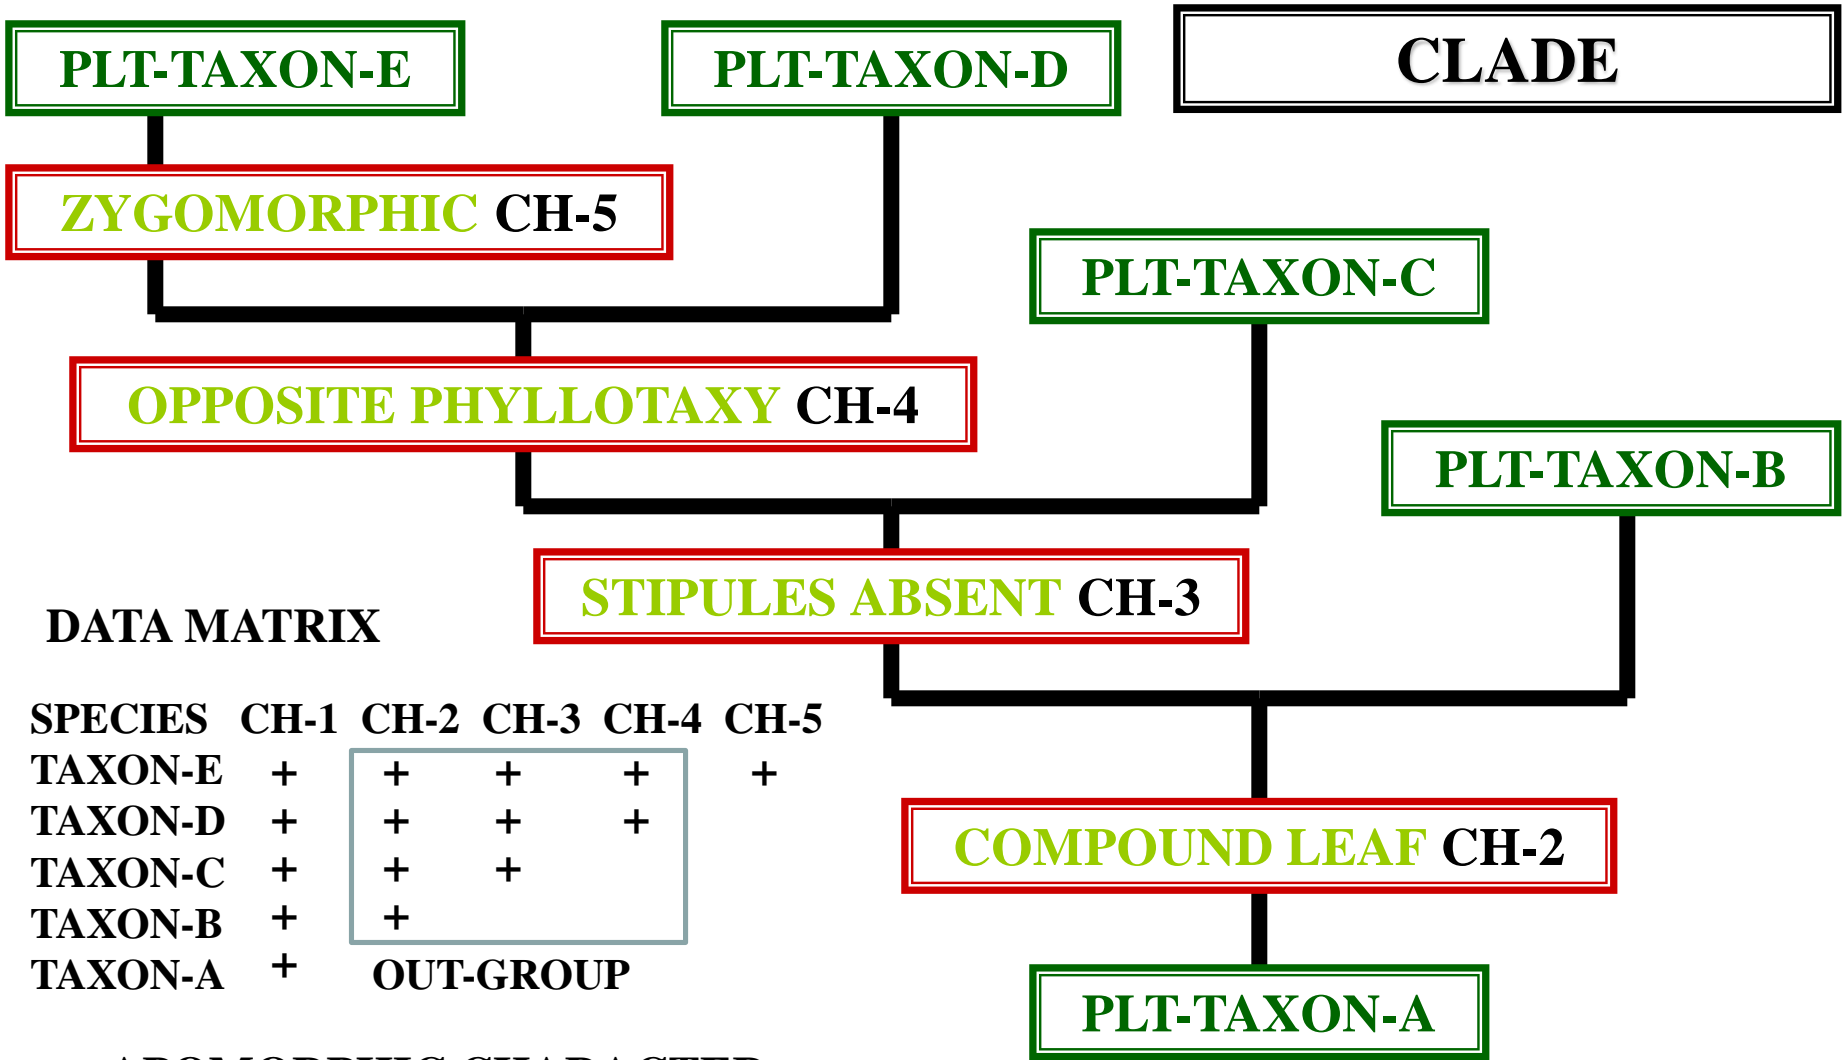 PLT-TAXON-E
PLT-TAXON-D
CLADE
ZYGOMORPHIC CH-5
PLT-TAXON-C
OPPOSITE PHYLLOTAXY CH-4
PLT-TAXON-B
STIPULES ABSENT CH-3
DATA MATRIX
SPECIES CH-1 CH-2 CH-3 CH-4 CH-5
TAXON-E + + + + +
TAXON-D + + + +
TAXON-C + + +
TAXON-B + +
TAXON-A + OUT-GROUP
COMPOUND LEAF CH-2
PLT-TAXON-A
APOMORPHIC CHARACTER